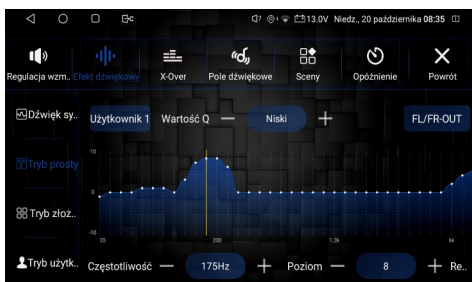 7 13.0V Niedz., 20 października 08:35
Regulacja wzm.. Efekt dźwiękowy X-Over Pole dźwiękowe Sceny Opóźnienie Powrót
Dźwięk sy.. Użytkownik 1 Wartość Q — Niski + FL/FR-OUT
Tryb prosty
Tryb złoż..
Tryb użytk..
10
0
-10
20 200 1.2k 6k
Częstotliwość — 175Hz + Poziom — 8 + Re..